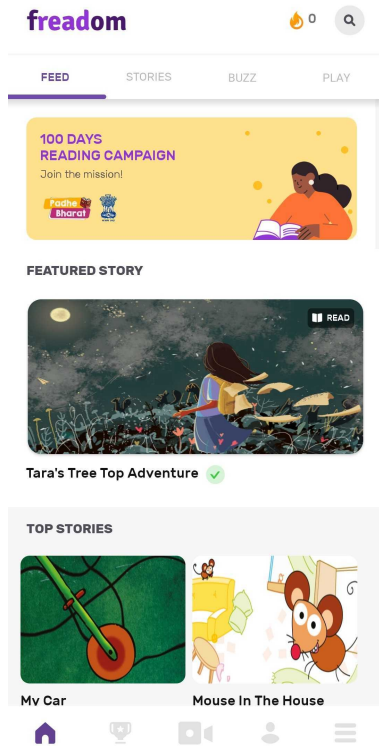 freadom
0
FEED
STORIES
BUZZ
PLAY
100 DAYS
READING CAMPAIGN
Join the mission!
Padhe
Bharat
FEATURED STORY
READ
Tara's Tree Top Adventure
TOP STORIES
My Car
Mouse In The House